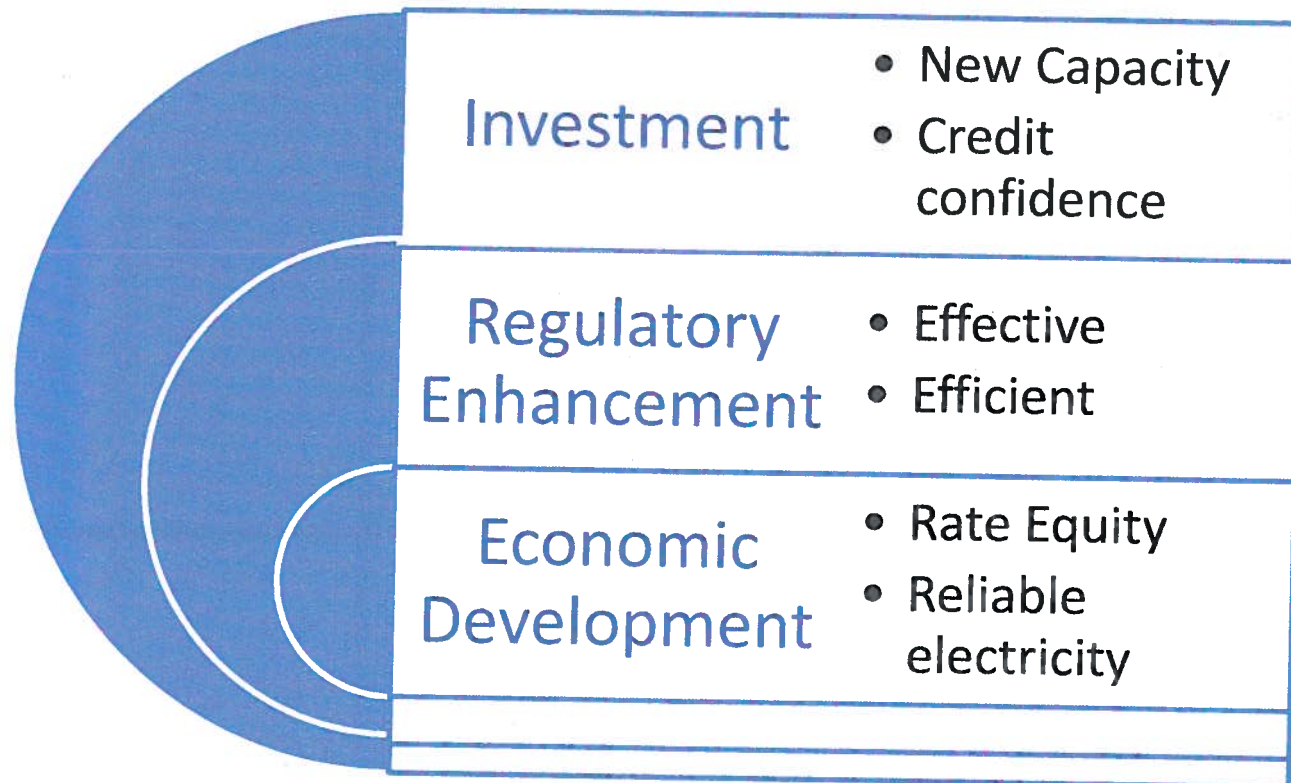 Investment
• New Capacity
• Credit
confidence
Regulatory
Enhancement
• Effective
• Efficient
Economic
Development
• Rate Equity
• Reliable
electricity